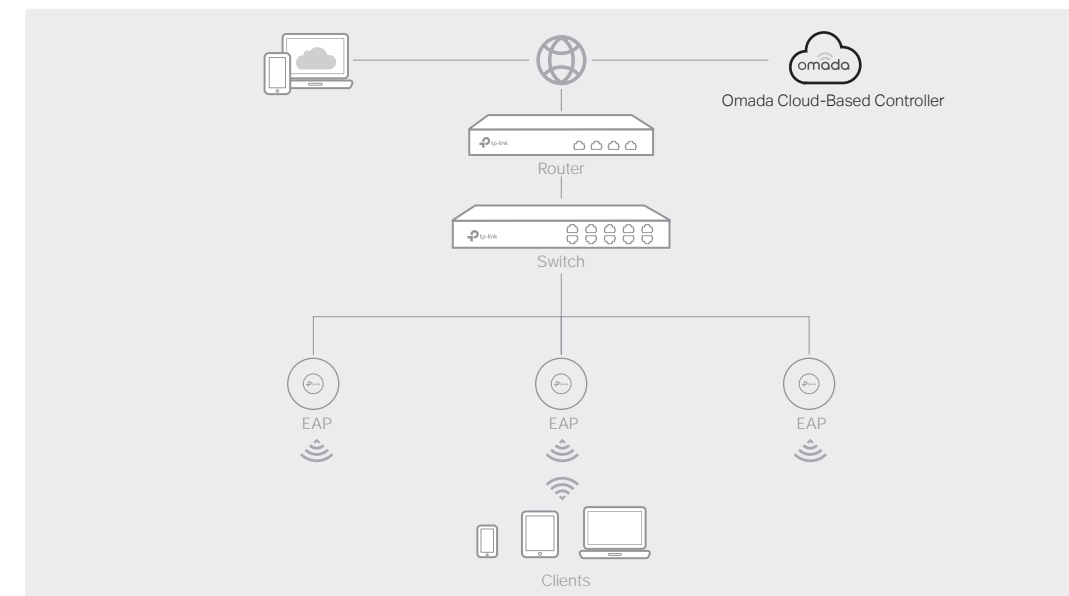 omada
Omada Cloud-Based Controller
tp-link
Router
tp-link
Switch
EAP
EAP
EAP
Clients